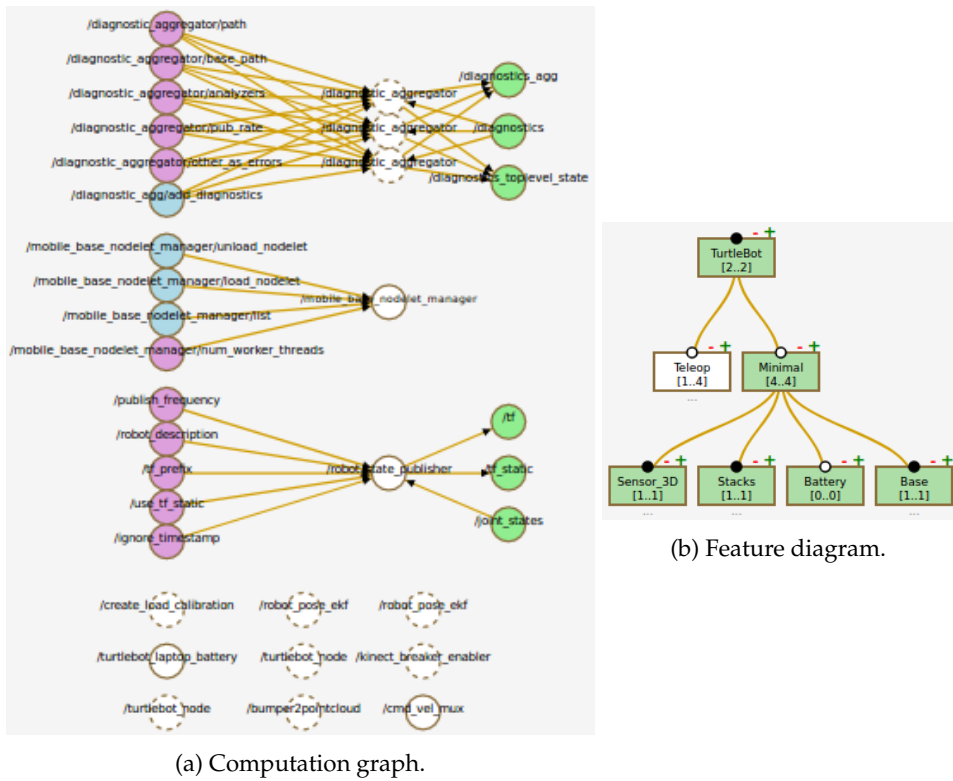 /diagnostic_aggregator/path
/diagnostic_aggregator/base_path
/diagnostics_agg
/diagnostic_aggregator/analyzers
/diagnostic_aggregator
/diagnostic_aggregator/pub_rate
/diagnostic_aggregator
/diagnostics
/diagnostic_aggregator/other_as_errors
/diagnostic_aggregator
/diagnostics_toplevel_state
/diagnostic_agg/add_diagnostics
/mobile_base_nodelet_manager/unload_nodelet
/mobile_base_nodelet_manager/load_nodelet
/mobile_base_nodelet_manager
/mobile_base_nodelet_manager/list
/mobile_base_nodelet_manager/num_worker_threads
/publish_frequency
/tf
/robot_description
/tf_prefix
/robot_state_publisher
/tf_static
/use_tf_static
/joint_states
/ignore_timestamp
/create_load_calibration
/robot_pose_ekf
/robot_pose_ekf
/turtlebot_laptop_battery
/turtlebot_node
/kinect_breaker_enabler
/turtlebot_node
/bumper2pointcloud
/cmd_vel_mux
(a) Computation graph.
- +
TurtleBot
[2..2]
- +
- +
Teleop
[1..4]
...
Minimal
[4..4]
- +
- +
- +
- +
Sensor_3D
[1..1]
...
Stacks
[1..1]
...
Battery
[0..0]
Base
[1..1]
...
(b) Feature diagram.